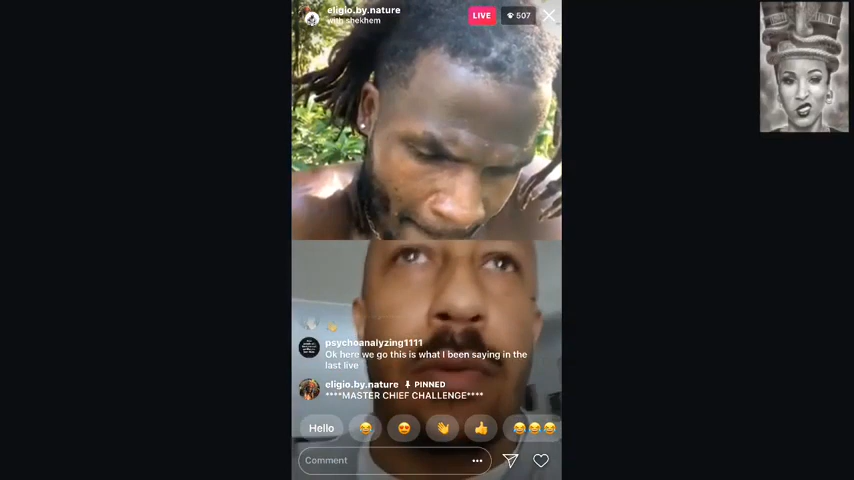 eligio.by.nature
with shekhem
LIVE
507
psychoanalyzing1111
Ok here we go this is what I been saying in the
last live
eligio.by.nature PINNED
****MASTER CHIEF CHALLENGE****
Hello
Comment